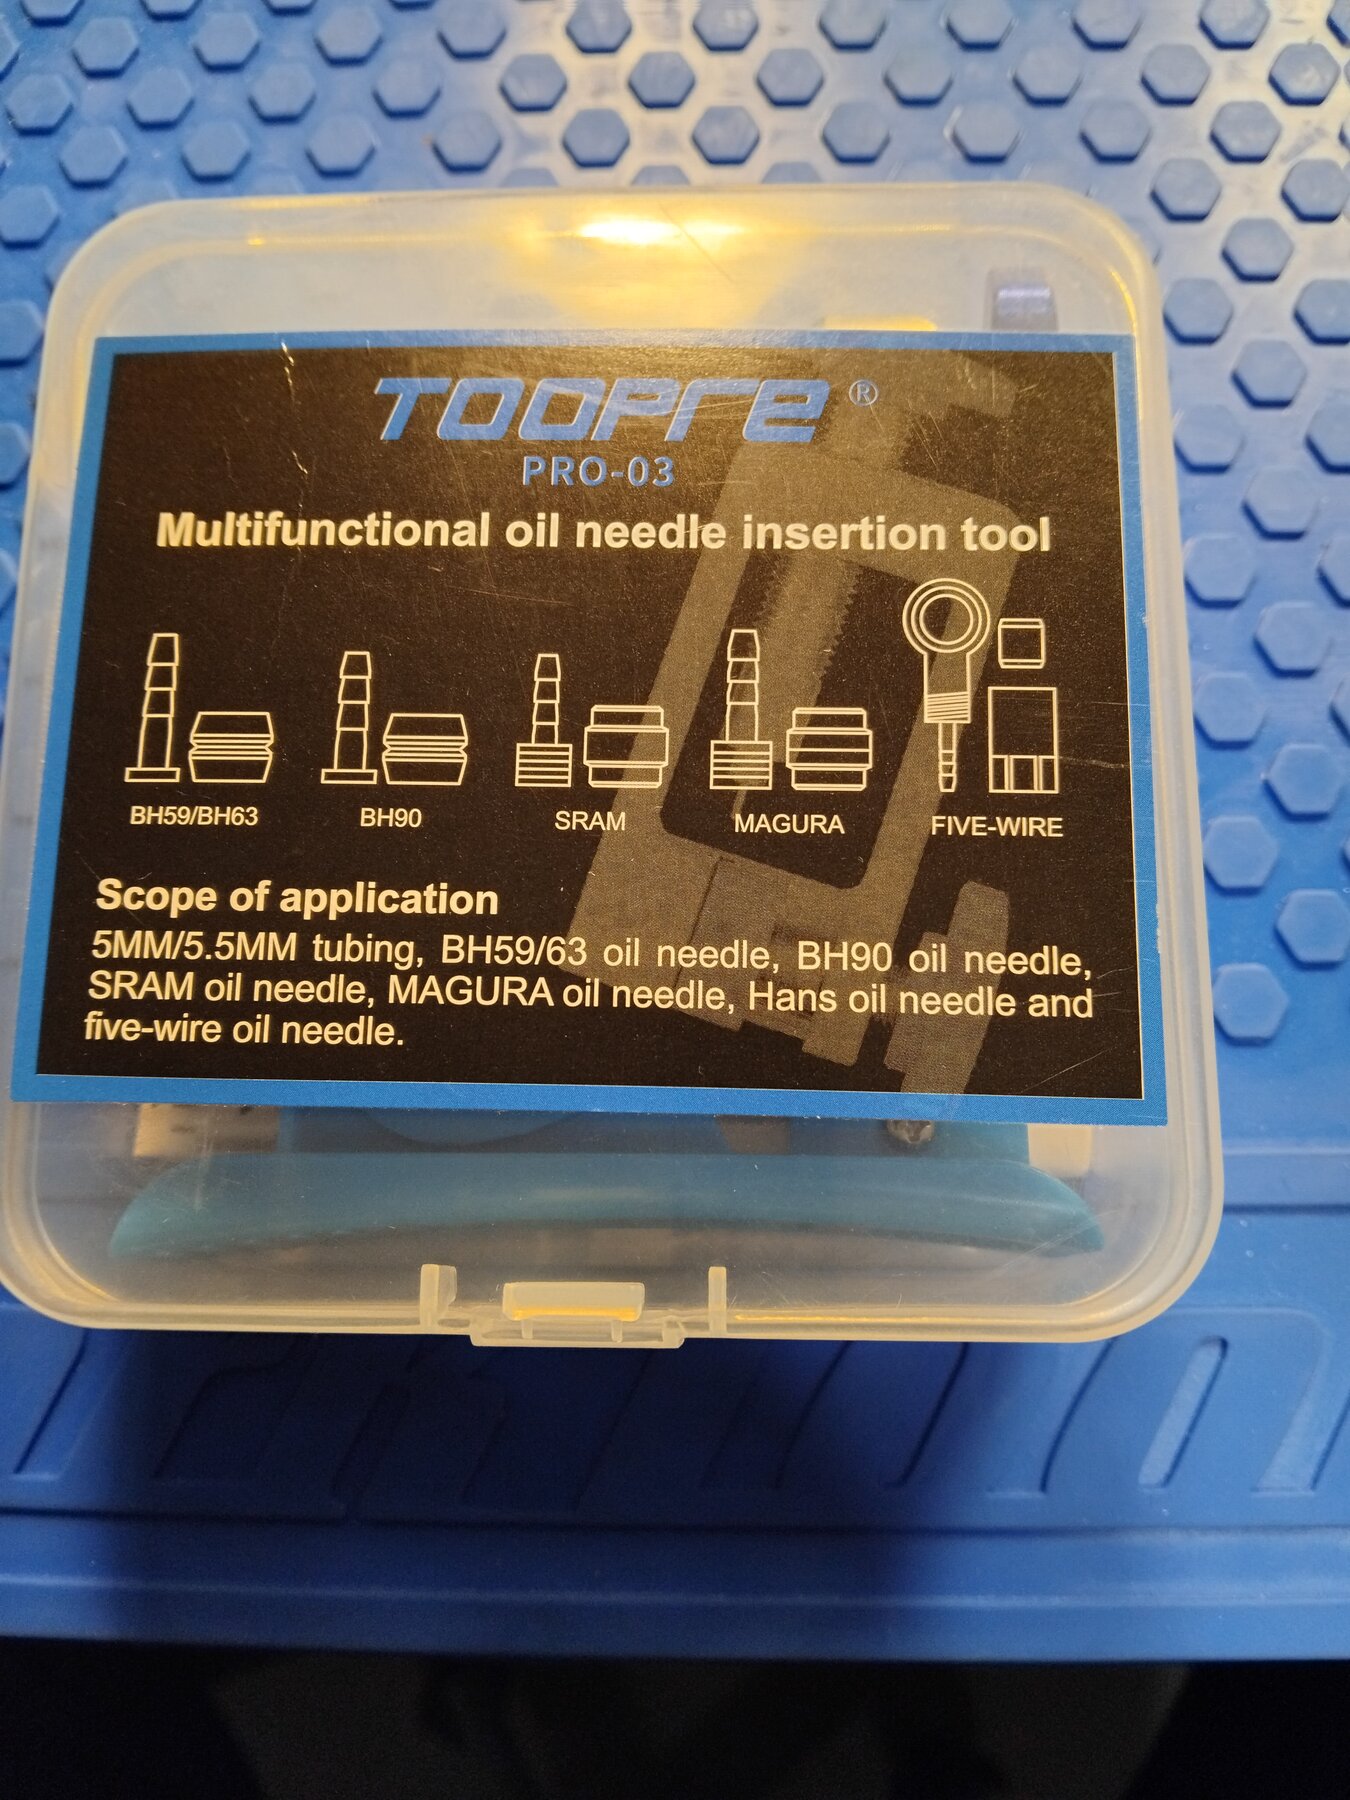 TOOPRE®
PRO-03
Multifunctional oil needle insertion tool
BH59/BH63 BH90 SRAM MAGURA FIVE-WIRE
Scope of application
5MM/5.5MM tubing, BH59/63 oil needle, BH90 oil needle,
SRAM oil needle, MAGURA oil needle, Hans oil needle and
five-wire oil needle.